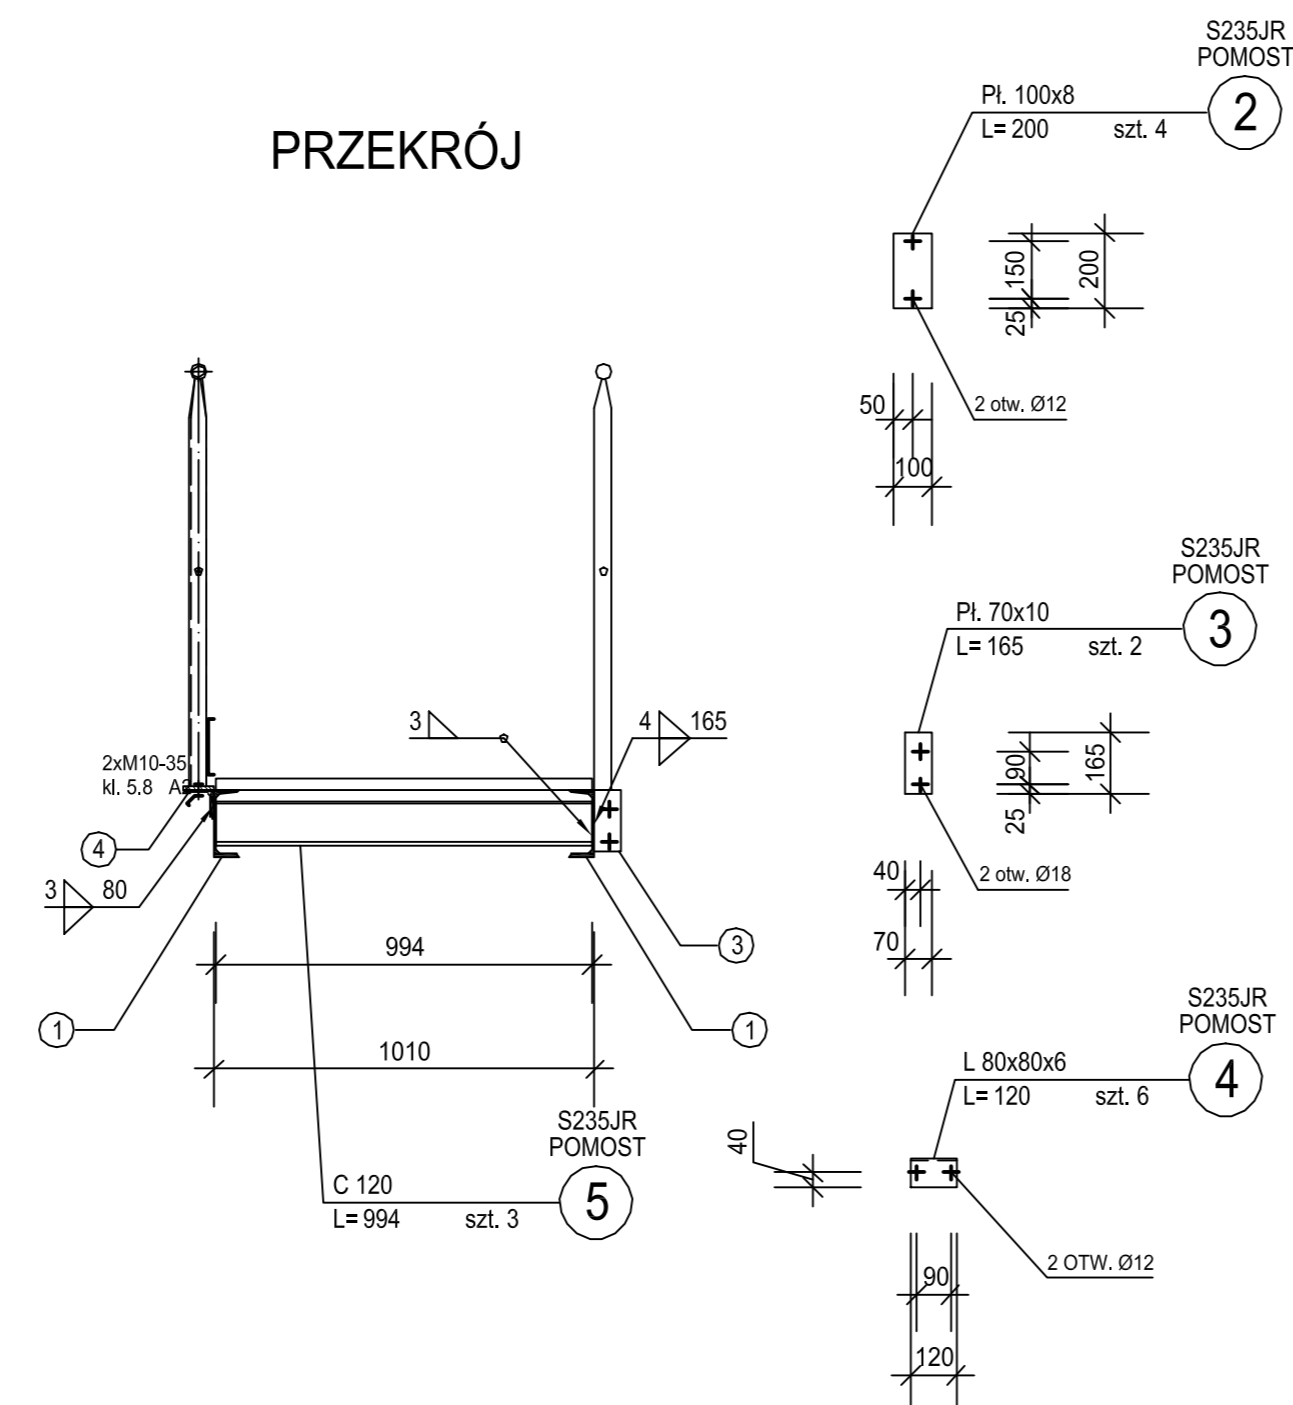 PRZEKRÓJ
S235JR
POMOST
2
Pł. 100x8
L= 200 szt. 4
150
200
25
50
100
2 otw. Ø12
S235JR
POMOST
3
Pł. 70x10
L= 165 szt. 2
90
165
25
40
70
2 otw. Ø18
S235JR
POMOST
4
L 80x80x6
L= 120 szt. 6
40
90
120
2 OTW. Ø12
3
4 165
2xM10-35
kl. 5.8
4
3 80
994
3
1
1
1010
S235JR
POMOST
5
C 120
L= 994 szt. 3